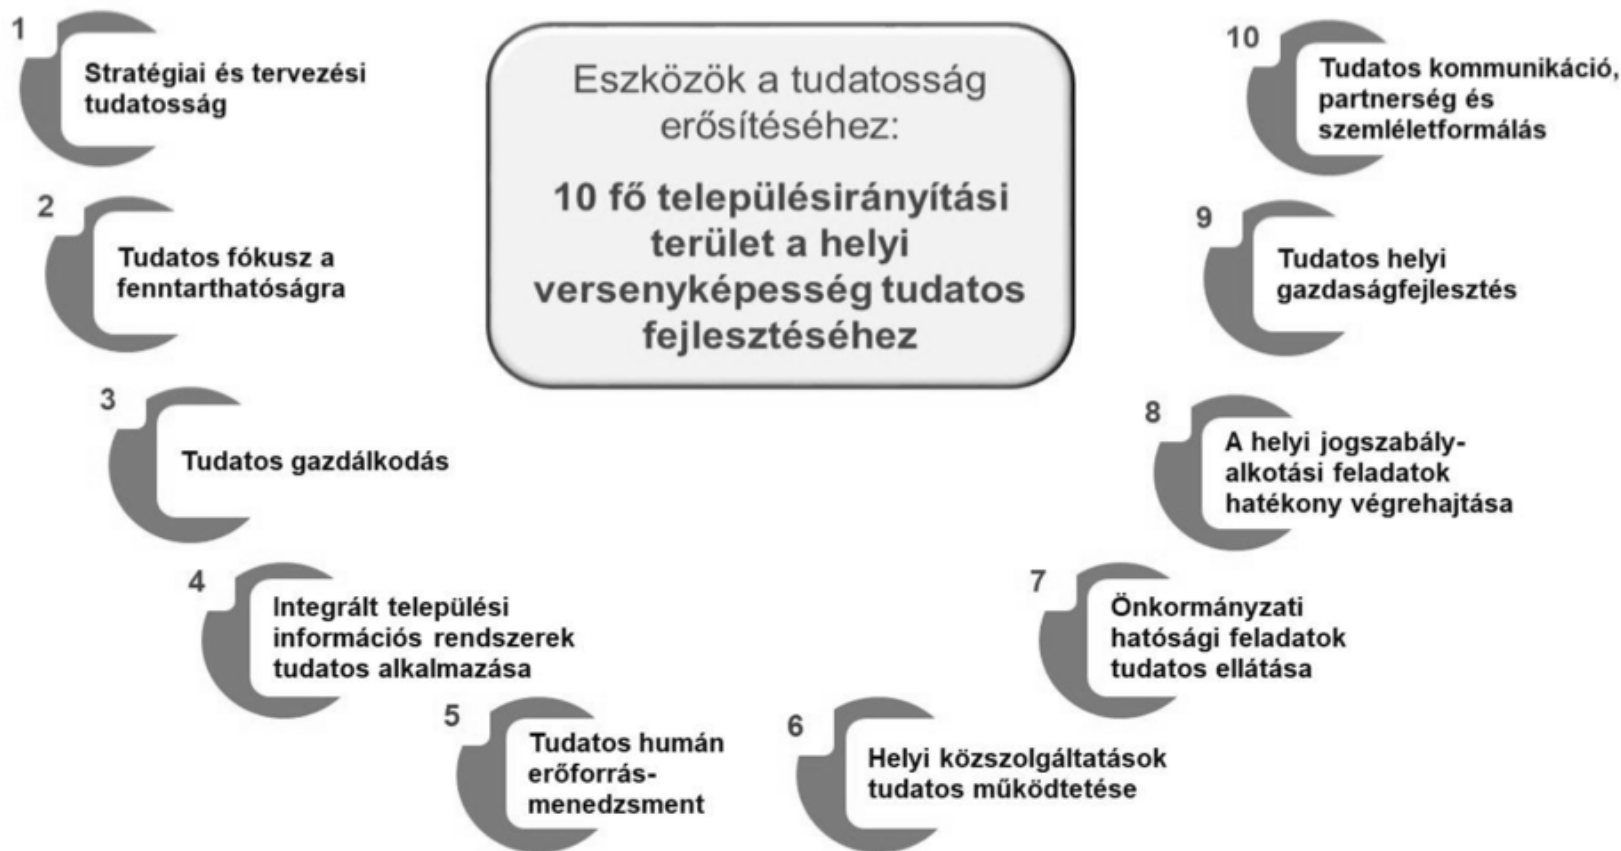 Eszközök a tudatosság
erősítéséhez:
10 fő településirányítási
terület a helyi
versenyképesség tudatos
fejlesztéséhez
1
Stratégiai és tervezési
tudatosság
2
Tudatos fókusz a
fenntarthatóságra
3
Tudatos gazdálkodás
4
Integrált települési
információs rendszerek
tudatos alkalmazása
5
Tudatos humán
erőforrás-
menedzsment
6
Helyi közszolgáltatások
tudatos működtetése
7
Önkormányzati
hatósági feladatok
tudatos ellátása
8
A helyi jogszabály-
alkotási feladatok
hatékony végrehajtása
9
Tudatos helyi
gazdaságfejlesztés
10
Tudatos kommunikáció,
partnerség és
szemléletformálás